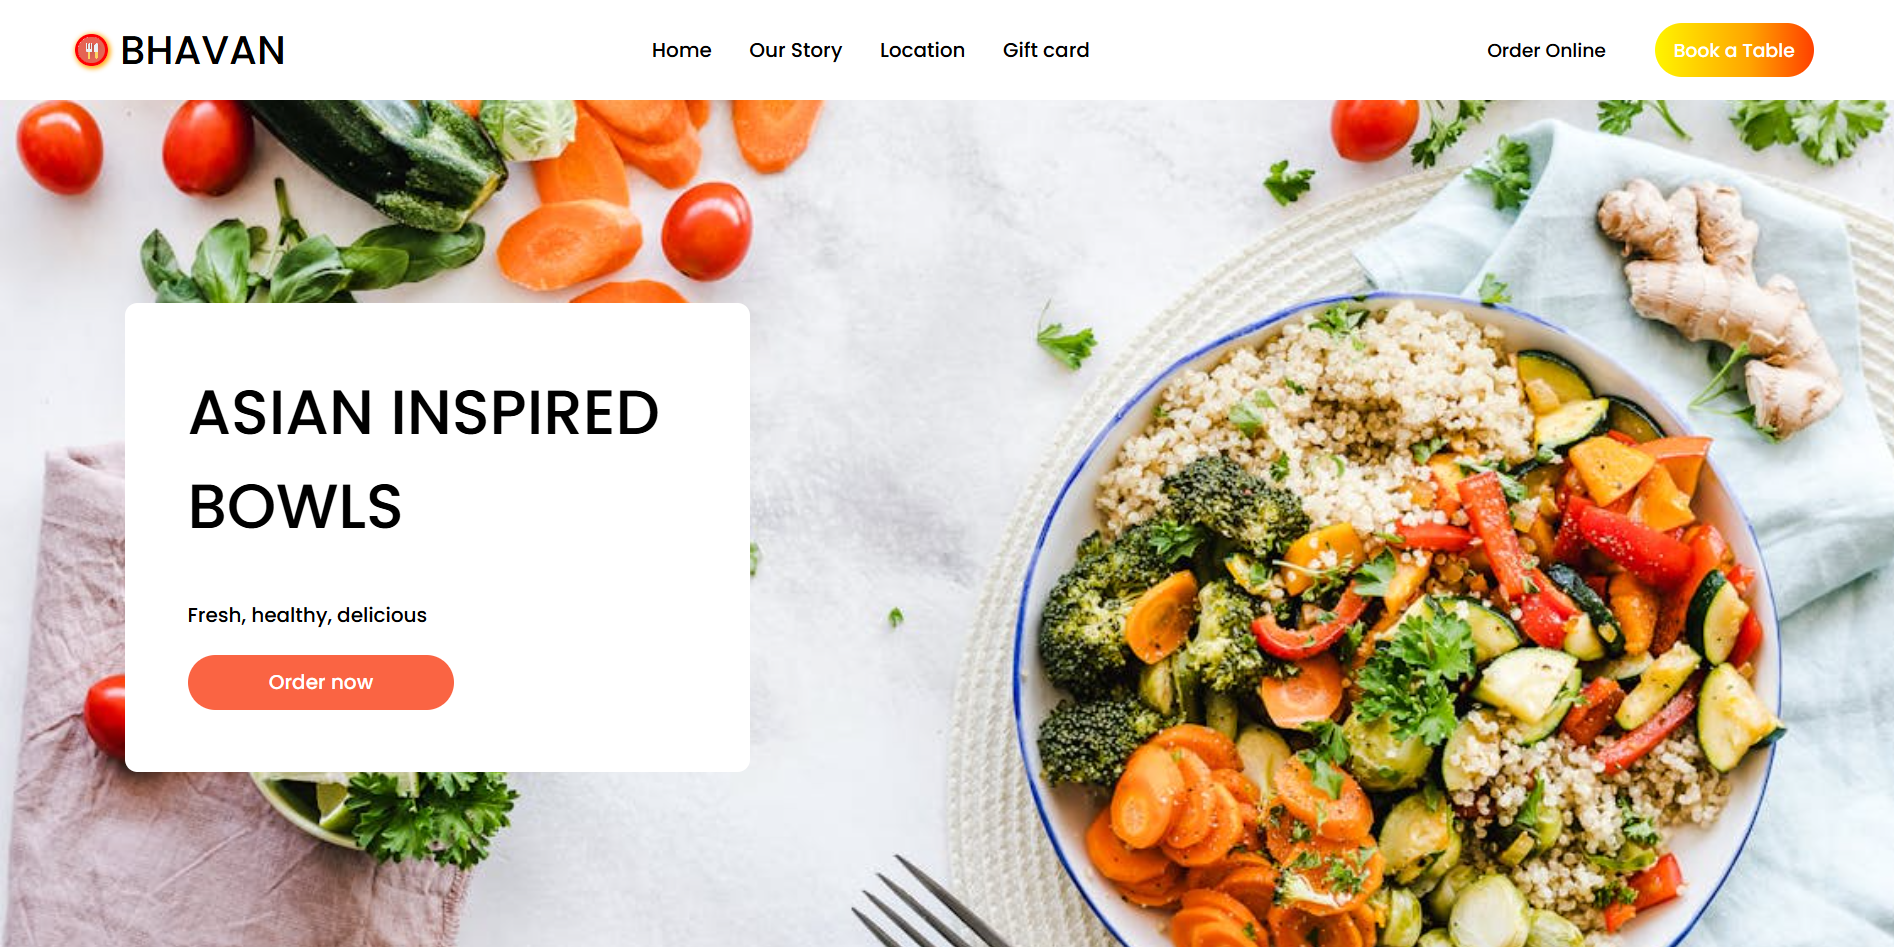 BHAVAN
Home Our Story Location Gift card
Order Online Book a Table
ASIAN INSPIRED
BOWLS
Fresh, healthy, delicious
Order now